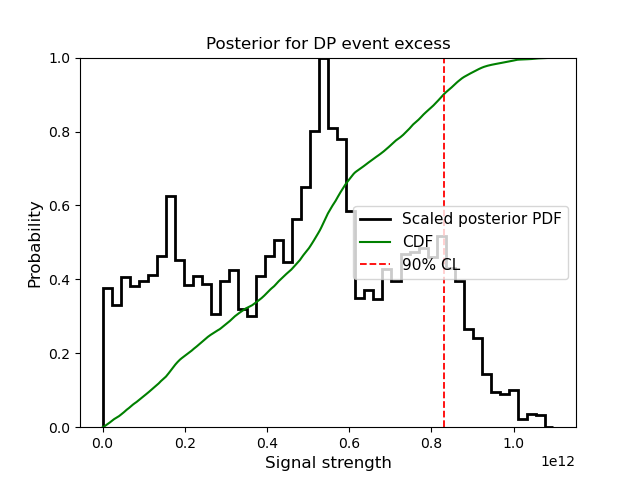 Posterior for DP event excess
Probability
1.0
0.8
0.6
0.4
0.2
0.0
Scaled posterior PDF
CDF
90% CL
0.0 0.2 0.4 0.6 0.8 1.0
1e12
Signal strength